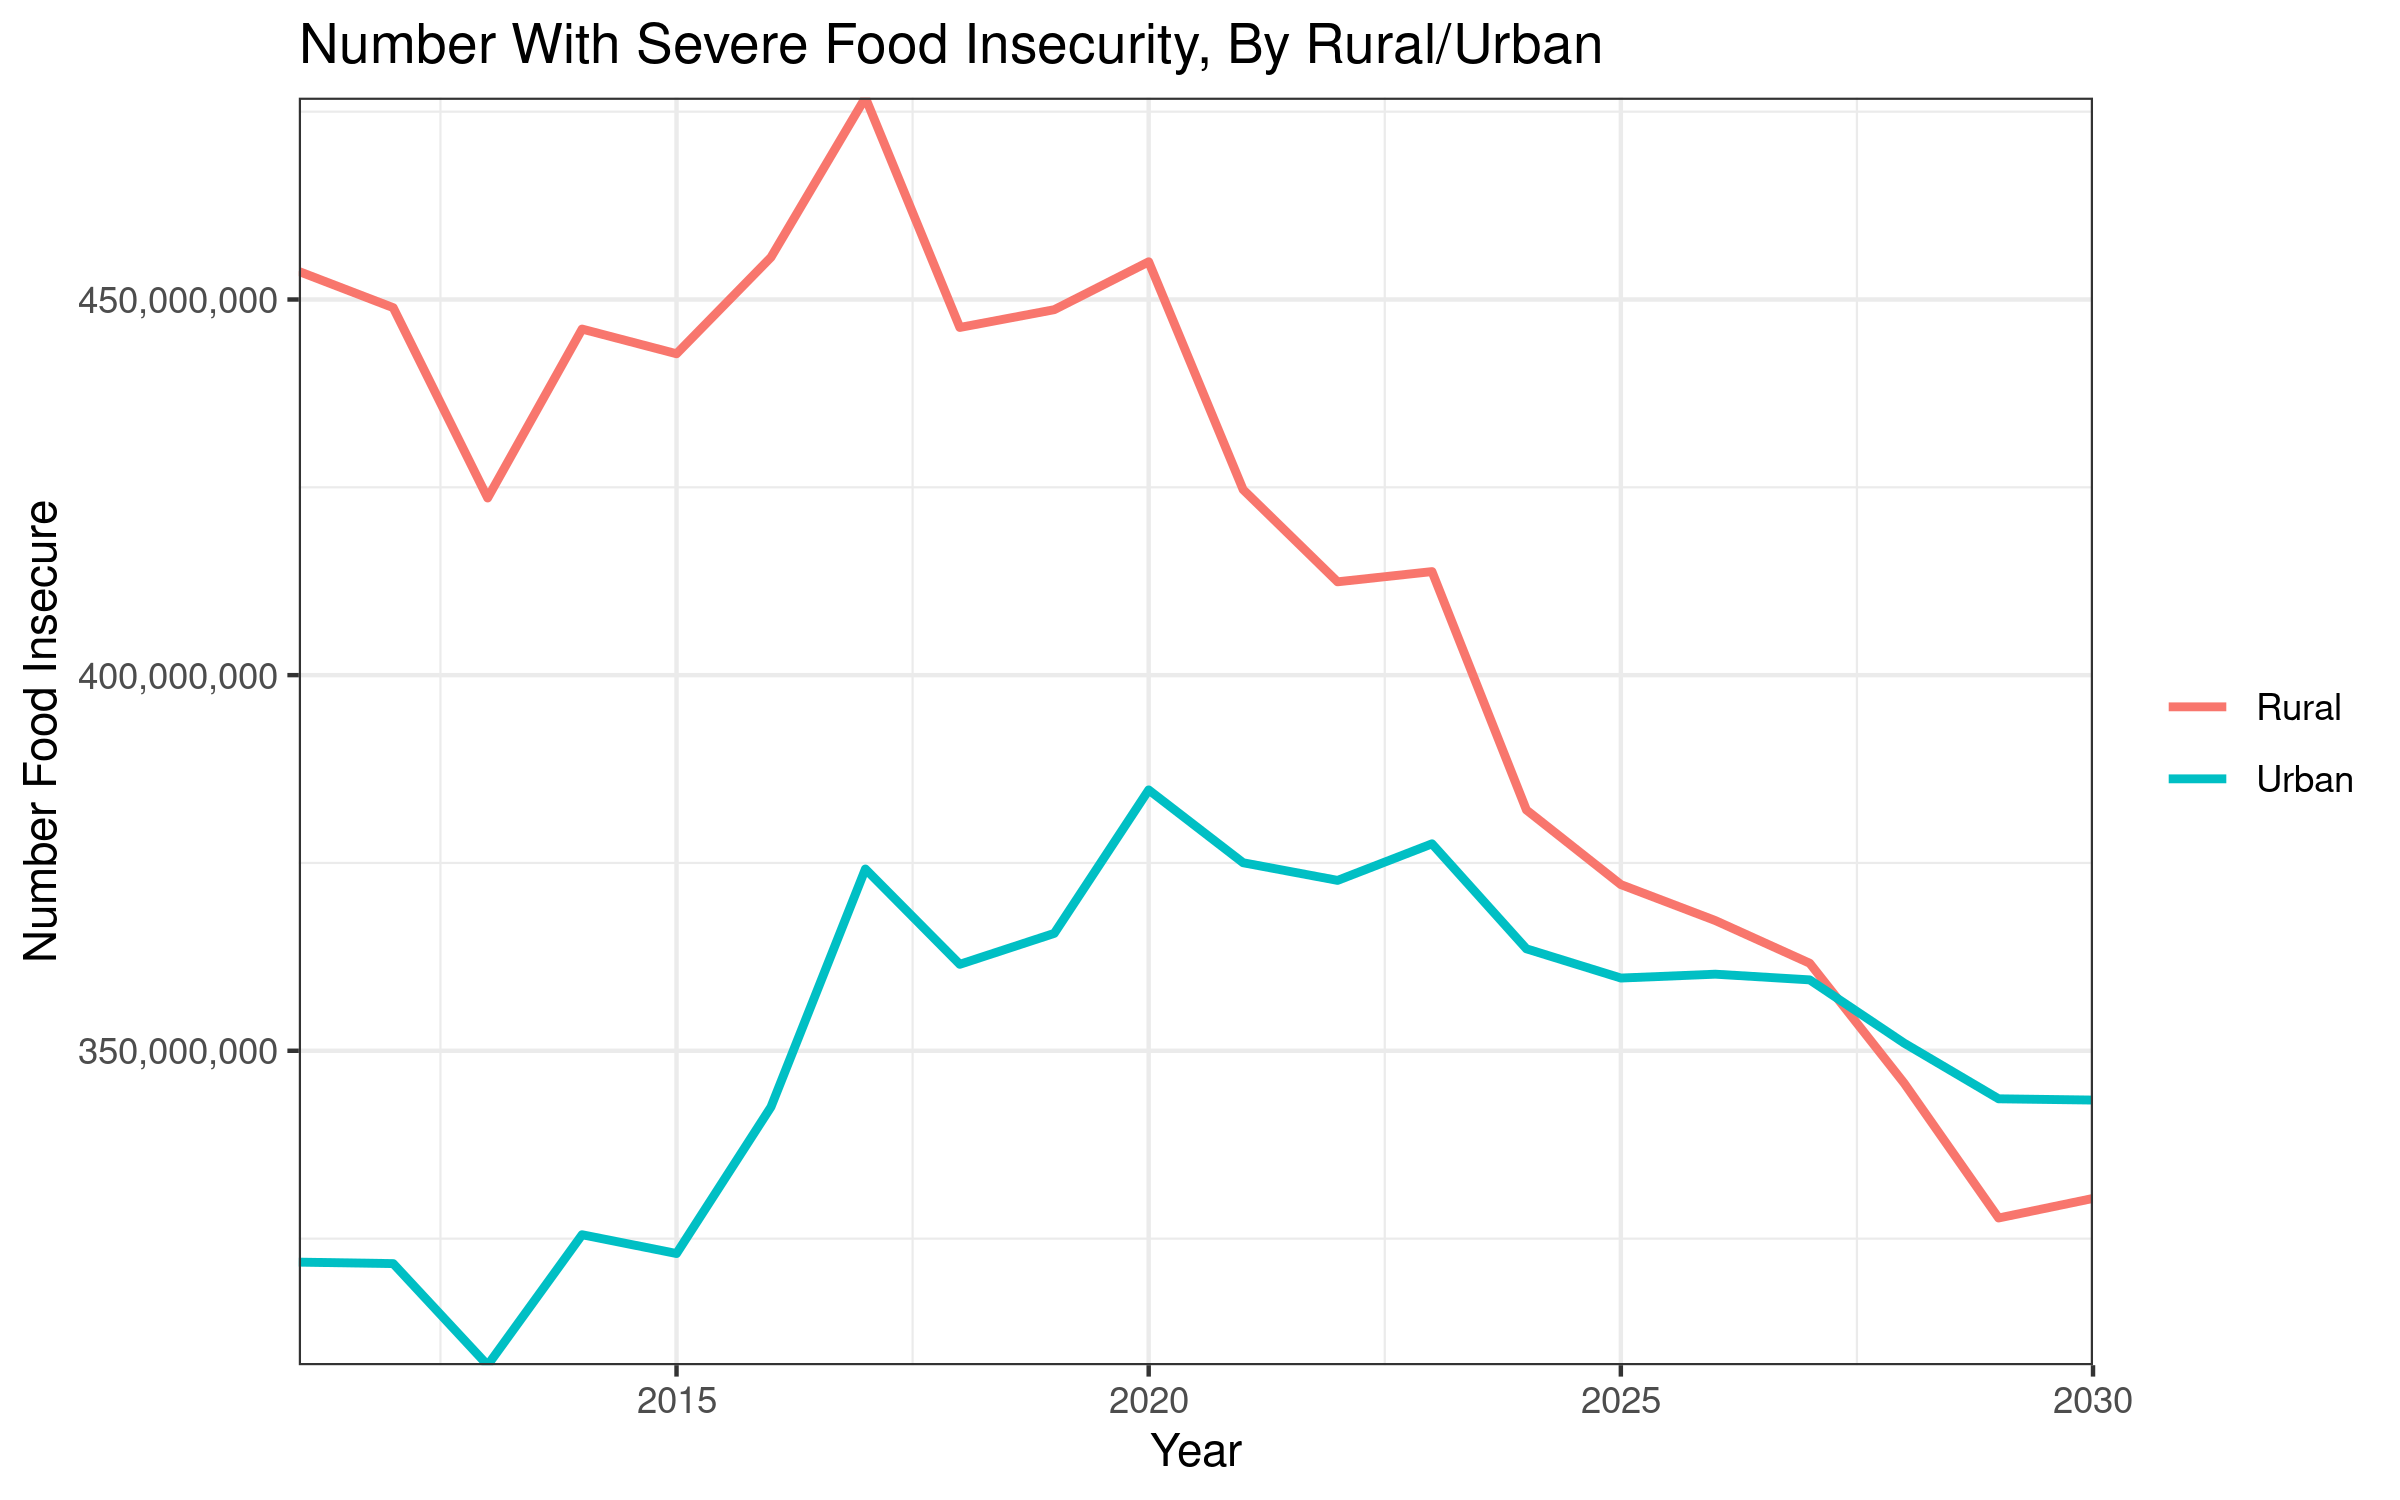 Number With Severe Food Insecurity, By Rural/Urban
Number Food Insecure
450,000,000
400,000,000
350,000,000
2015
2020
2025
2030
Year
Rural
Urban